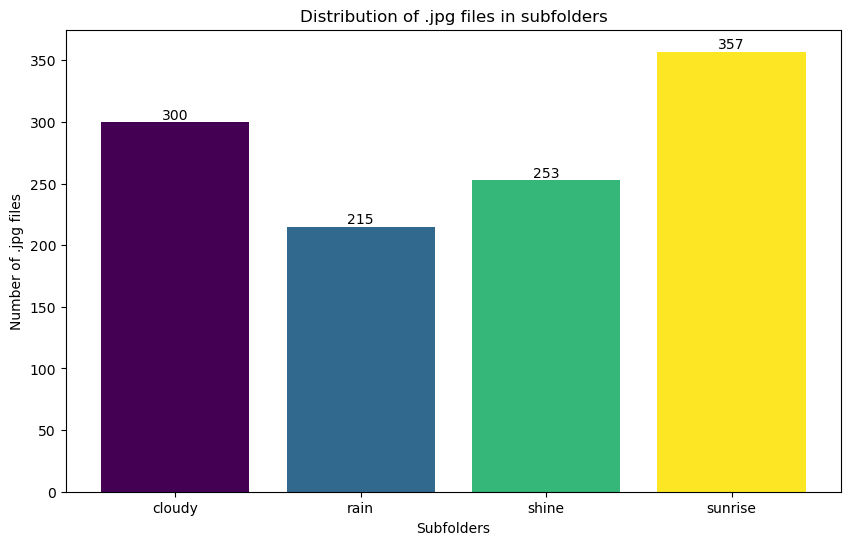 Distribution of .jpg files in subfolders
Number of .jpg files
350
300
250
200
150
100
50
0
300
215
253
357
cloudy
rain
shine
sunrise
Subfolders